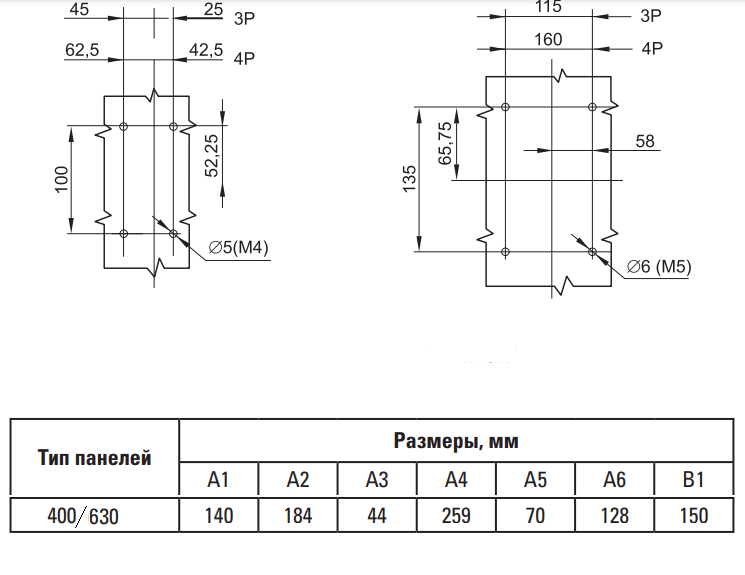 45 25 3P
62,5 42,5 4P
100
52,25
∅5(M4)
115 3P
160 4P
65,75
58
135
∅6 (M5)
Тип панелей
Размеры, мм
A1 A2 A3 A4 A5 A6 B1
400/630 140 184 44 259 70 128 150